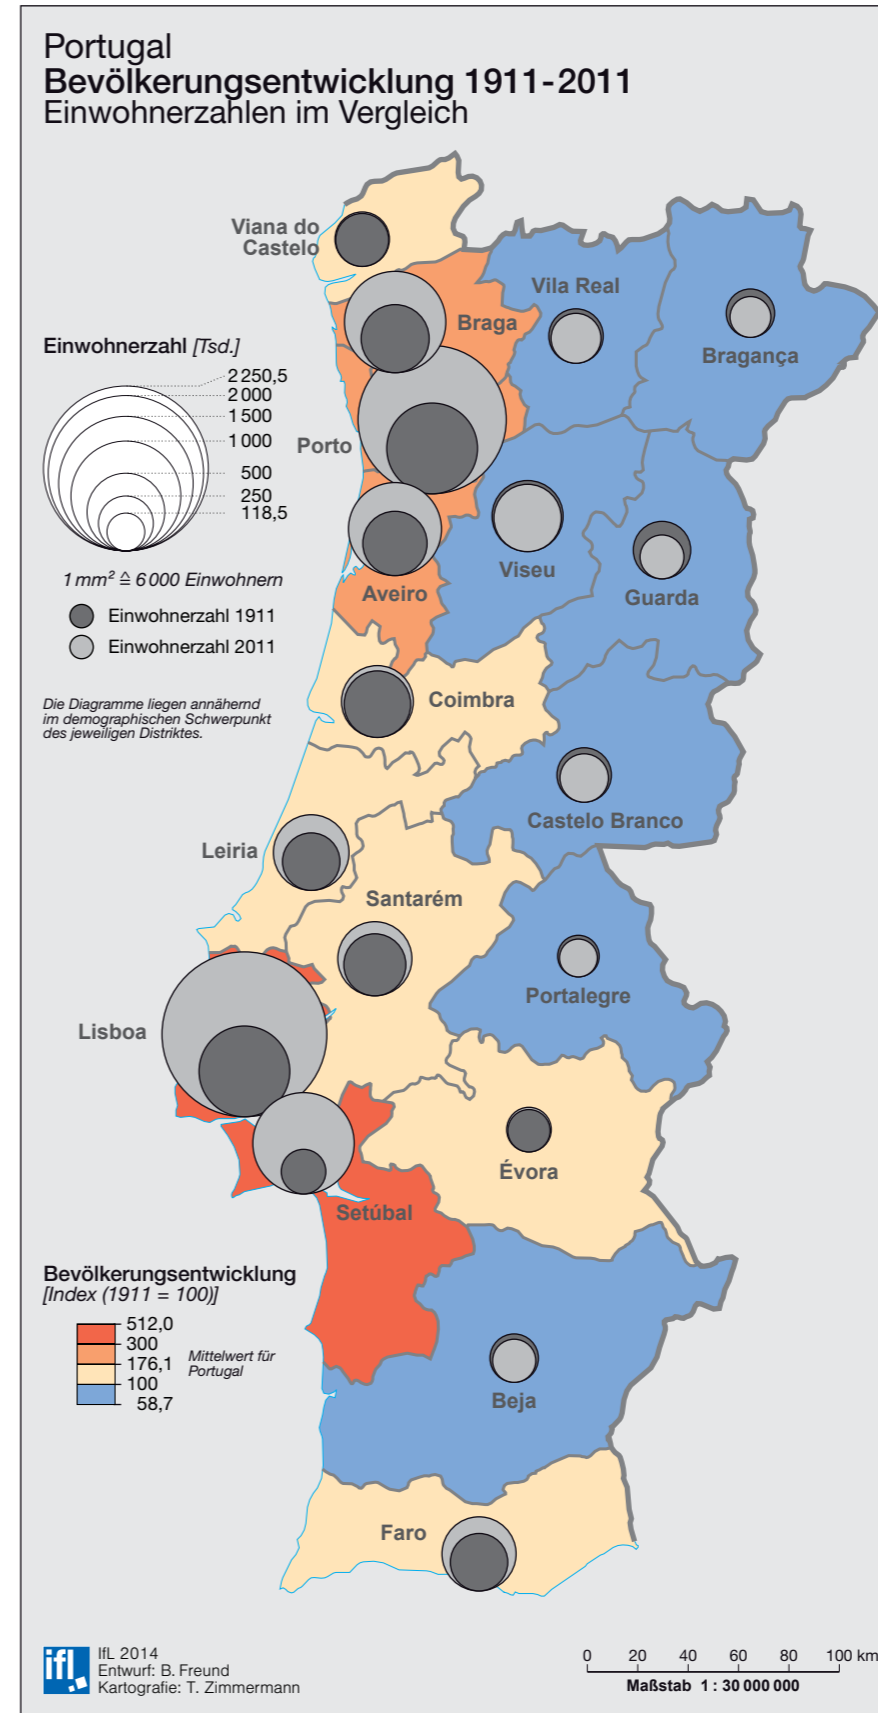 Portugal
Bevölkerungsentwicklung 1911-2011
Einwohnerzahlen im Vergleich
Viana do
Castelo
Vila Real
Braga
Bragança
Einwohnerzahl [Tsd.]
2 250,5
2 000
1 500
1 000
500
250
118,5
1 mm² ≙ 6 000 Einwohnern
Einwohnerzahl 1911
Einwohnerzahl 2011
Die Diagramme liegen annähernd
im demographischen Schwerpunkt
des jeweiligen Distriktes.
Porto
Viseu
Guarda
Aveiro
Coimbra
Castelo Branco
Leiria
Santarém
Portalegre
Lisboa
Évora
Setúbal
Bevölkerungsentwicklung
[Index (1911 = 100)]
512,0
300
176,1
100
58,7
Mittelwert für
Portugal
Beja
Faro
ifl
IfL 2014
Entwurf: B. Freund
Kartografie: T. Zimmermann
0 20 40 60 80 100 km
Maßstab 1 : 30 000 000